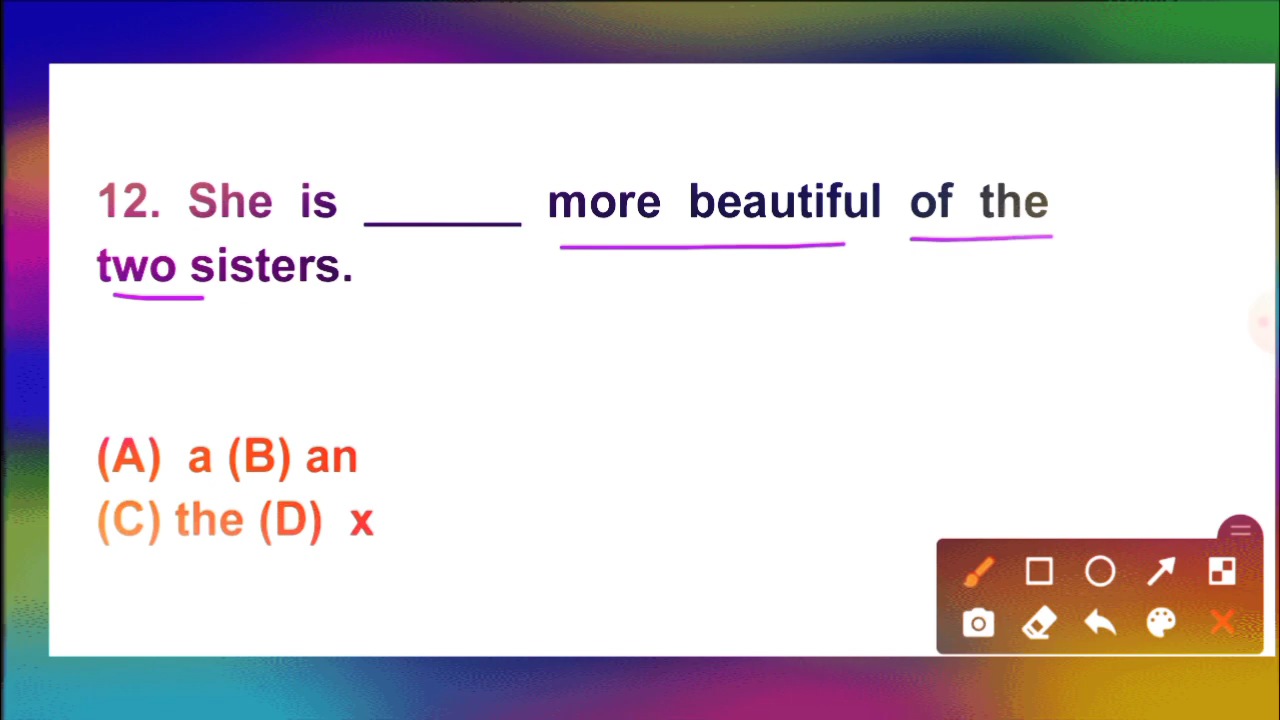 12. She is ______ more beautiful of the
two sisters.
(A) a (B) an
(C) the (D) x